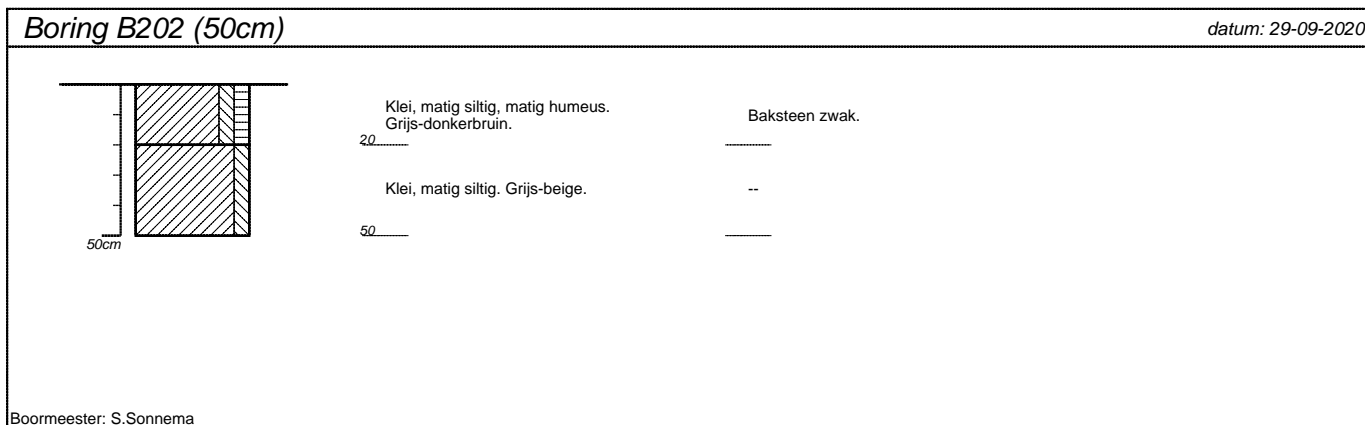 Boring B202 (50cm)
datum: 29-09-2020
Klei, matig siltig, matig humeus.
Grijs-donkerbruin.
Baksteen zwak.
20
Klei, matig siltig. Grijs-beige.
--
50
50cm
Boormeester: S.Sonnema